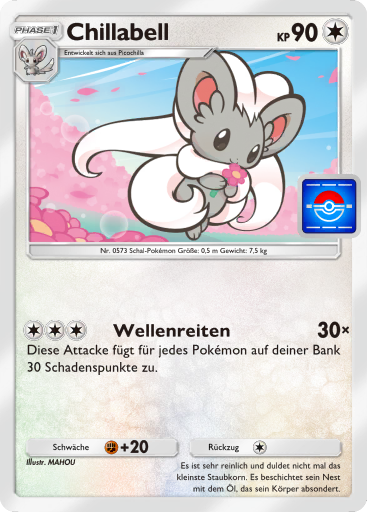 PHASE 1
Chillabell
KP 90
Entwickelt sich aus Picochilla
Nr. 0573 Schal-Pokémon Größe: 0,5 m Gewicht: 7,5 kg
Wellenreiten 30×
Diese Attacke fügt für jedes Pokémon auf deiner Bank
30 Schadenspunkte zu.
Schwäche +20
Rückzug
Illustr. MAHOU
Es ist sehr reinlich und duldet nicht mal das
kleinste Staubkorn. Es beschichtet sein Nest
mit dem Öl, das sein Körper absondert.